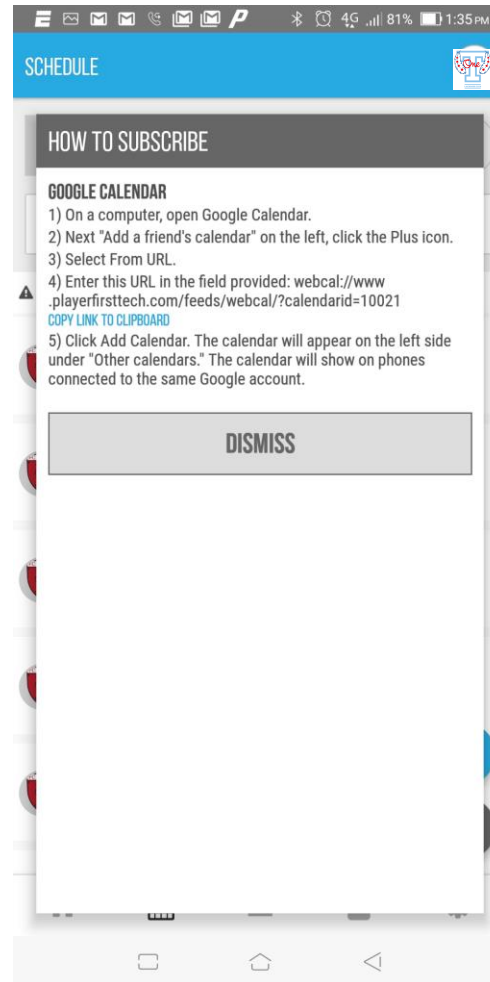 4G 81% 1:35 PM
SCHEDULE
HOW TO SUBSCRIBE
GOOGLE CALENDAR
1) On a computer, open Google Calendar.
2) Next "Add a friend's calendar" on the left, click the Plus icon.
3) Select From URL.
4) Enter this URL in the field provided: webcal://www
.playerfirsttech.com/feeds/webcal/?calendarid=10021
COPY LINK TO CLIPBOARD
5) Click Add Calendar. The calendar will appear on the left side
under "Other calendars." The calendar will show on phones
connected to the same Google account.
DISMISS